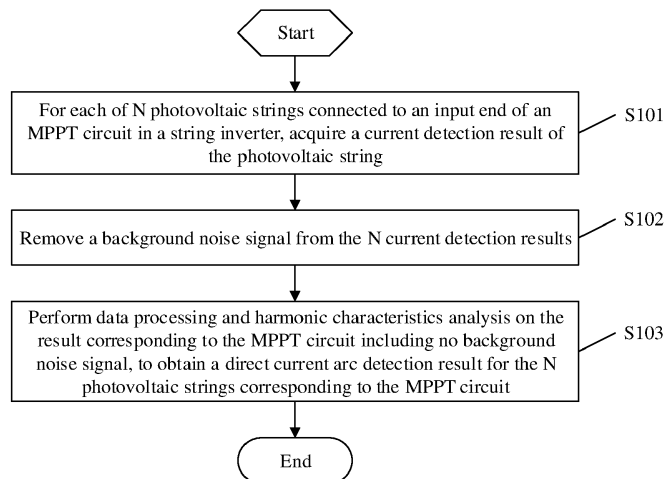 Start
For each of N photovoltaic strings connected to an input end of an
MPPT circuit in a string inverter, acquire a current detection result of
the photovoltaic string
S101
Remove a background noise signal from the N current detection results
S102
Perform data processing and harmonic characteristics analysis on the
result corresponding to the MPPT circuit including no background
noise signal, to obtain a direct current arc detection result for the N
photovoltaic strings corresponding to the MPPT circuit
S103
End